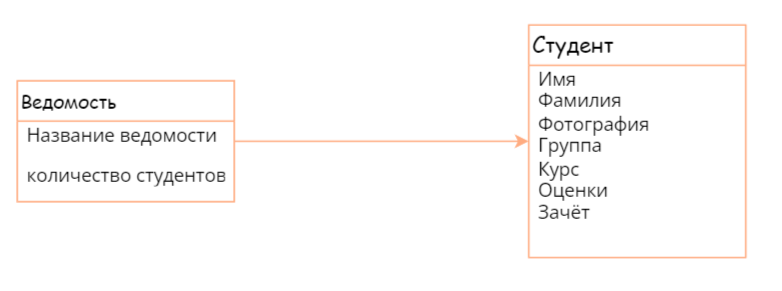 Ведомость
Название ведомости
количество студентов
Студент
Имя
Фамилия
Фотография
Группа
Курс
Оценки
Зачёт